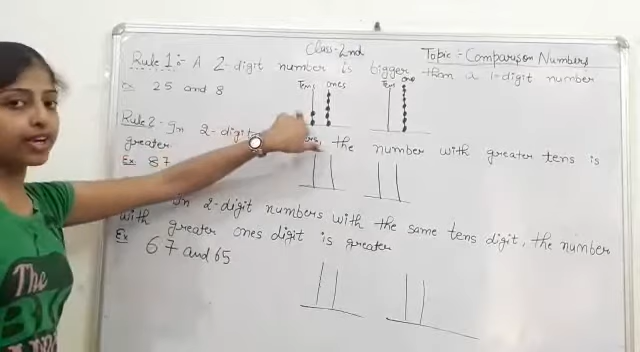 Class-2nd
Topic - Comparison Numbers
Rule 1:- A 2-digit number is bigger than a 1-digit number
Ex 25 and 8
Tens ones
Tens one
Rule 2- In 2-digit the number with greater tens is
greater.
Ex: 87
In 2-digit numbers with the same tens digit, the number
with greater ones digit is greater
Ex 67 and 65
The